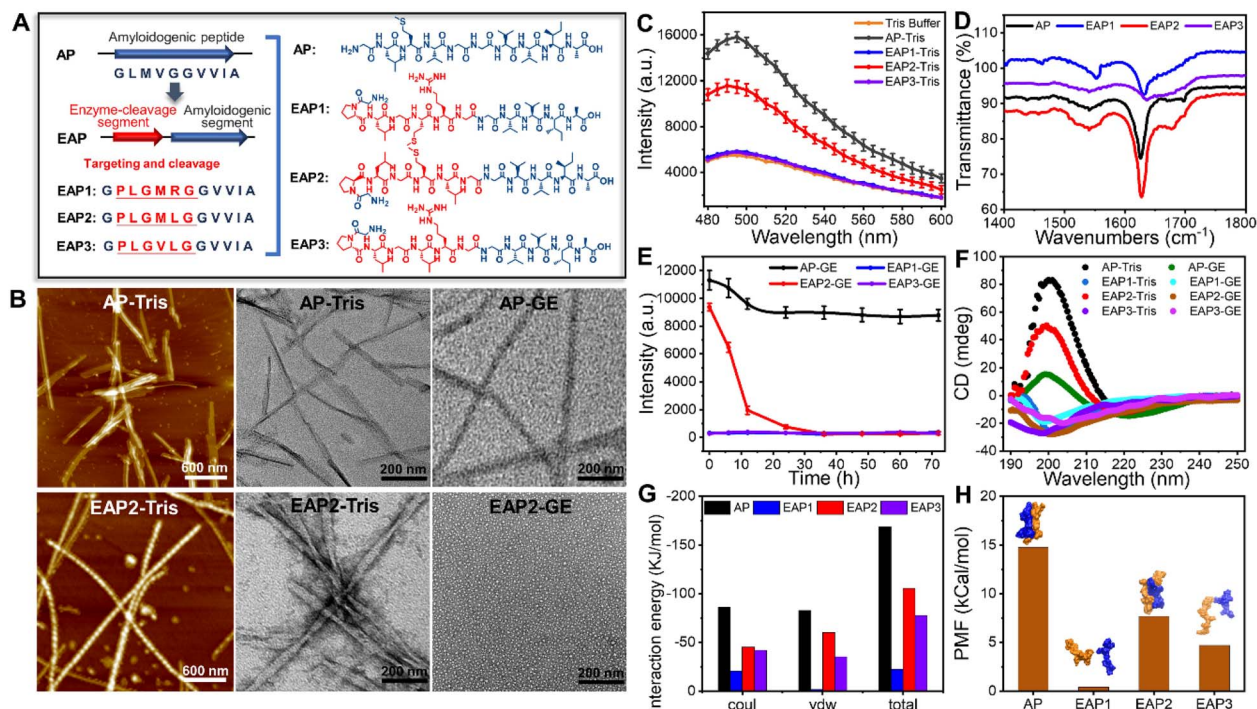 A
Amyloidogenic peptide
AP
G L M V G G V V I A
Enzyme-cleavage
segment
Amyloidogenic
segment
EAP
Targeting and cleavage
EAP1: G P L G M R G G V V I A
EAP2: G P L G M L G G V V I A
EAP3: G P L G V L G G V V I A
AP:
EAP1:
EAP2:
EAP3:
B
AP-Tris
600 nm
AP-Tris
200 nm
AP-GE
200 nm
EAP2-Tris
600 nm
EAP2-Tris
200 nm
EAP2-GE
200 nm
C
Tris Buffer
AP-Tris
EAP1-Tris
EAP2-Tris
EAP3-Tris
16000
12000
8000
4000
Intensity (a.u.)
480 500 520 540 560 580 600
Wavelength (nm)
D
AP EAP1 EAP2 EAP3
110
100
90
80
70
60
Transmittance (%)
1400 1500 1600 1700 1800
Wavenumbers (cm-1)
E
AP-GE EAP1-GE
EAP2-GE EAP3-GE
12000
10000
8000
6000
4000
2000
0
Intensity (a.u.)
0 10 20 30 40 50 60 70
Time (h)
F
AP-Tris AP-GE
EAP1-Tris EAP1-GE
EAP2-Tris EAP2-GE
EAP3-Tris EAP3-GE
100
80
60
40
20
0
-20
-40
CD (mdeg)
190 200 210 220 230 240 250
Wavelength (nm)
G
AP EAP1 EAP2 EAP3
-200
-150
-100
-50
0
nteraction energy (KJ/mol)
coul vdw total
H
20
15
10
5
0
PMF (kCal/mol)
AP EAP1 EAP2 EAP3